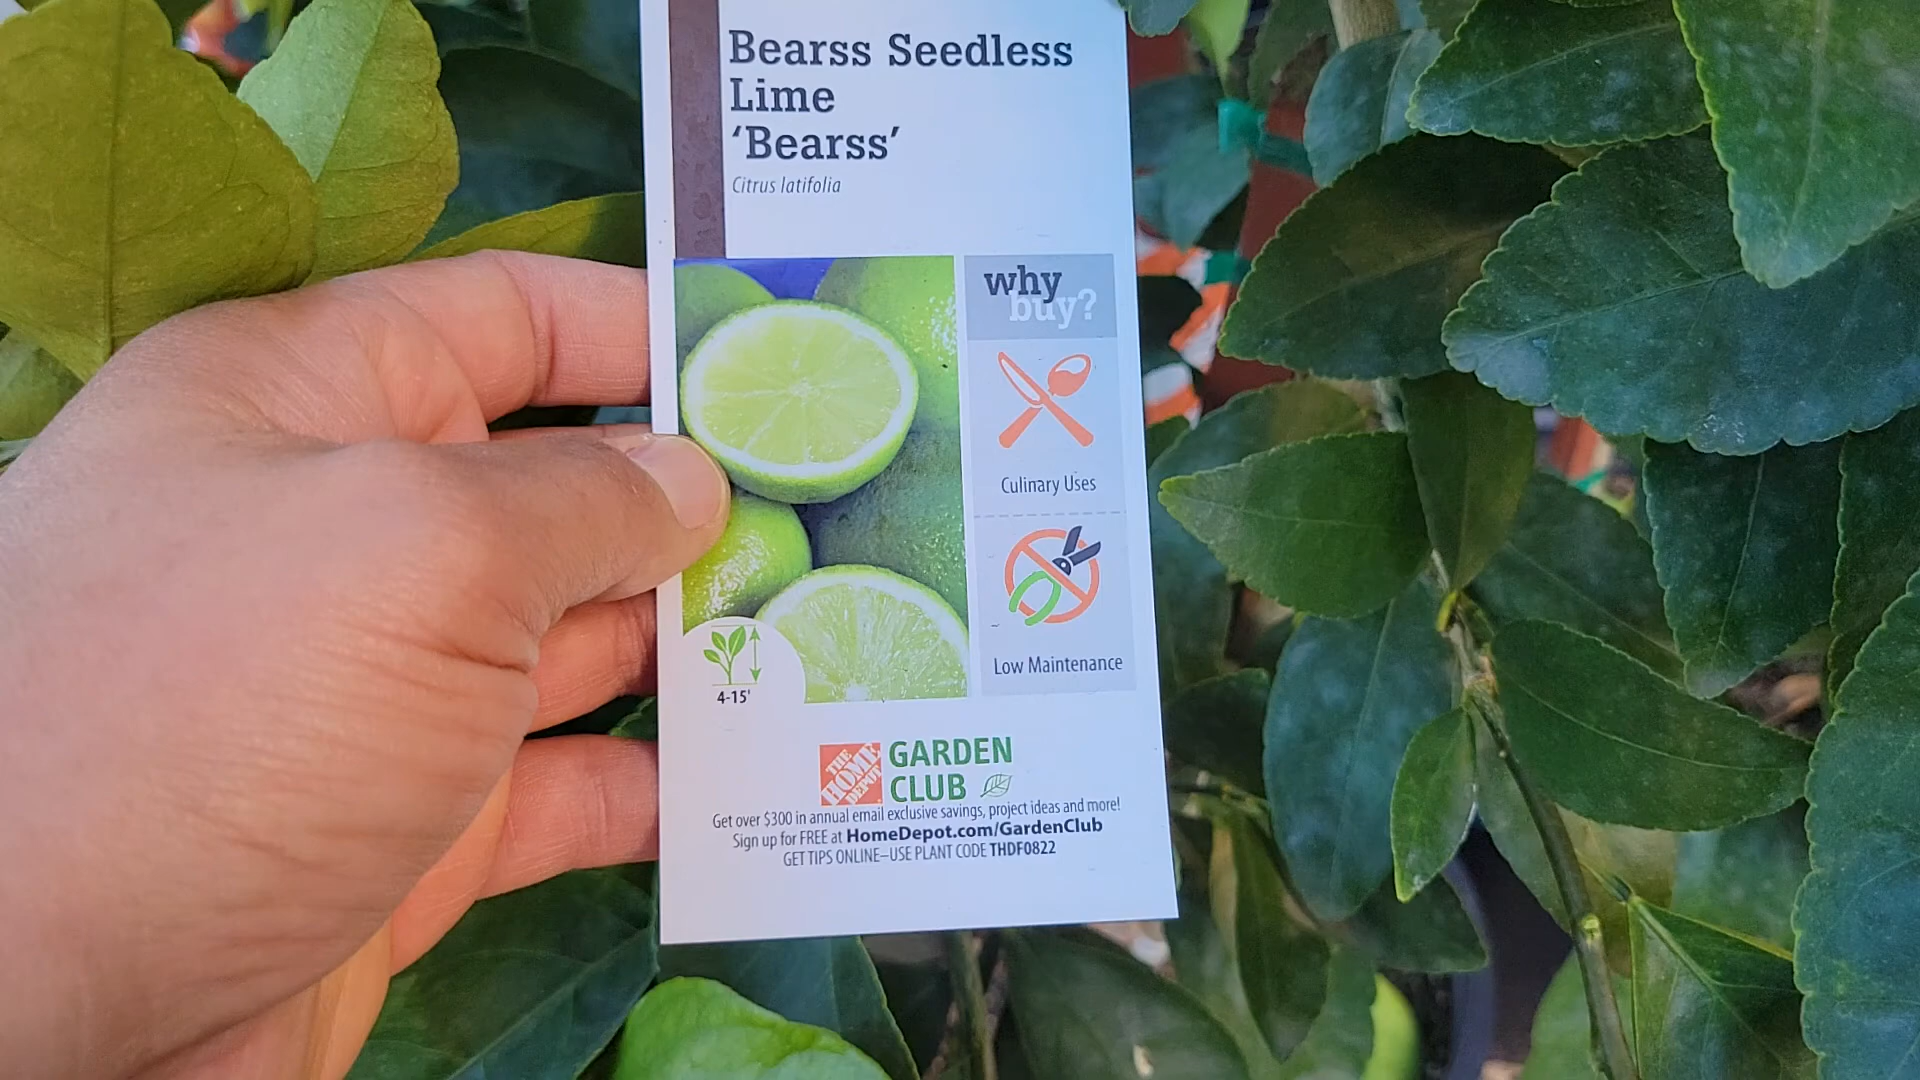 Bearss Seedless
Lime
‘Bearss’
Citrus latifolia
why
buy?
Culinary Uses
Low Maintenance
4-15'
THE
HOME
DEPOT
GARDEN
CLUB
Get over $300 in annual email exclusive savings, project ideas and more!
Sign up for FREE at HomeDepot.com/GardenClub
GET TIPS ONLINE–USE PLANT CODE THDF0822